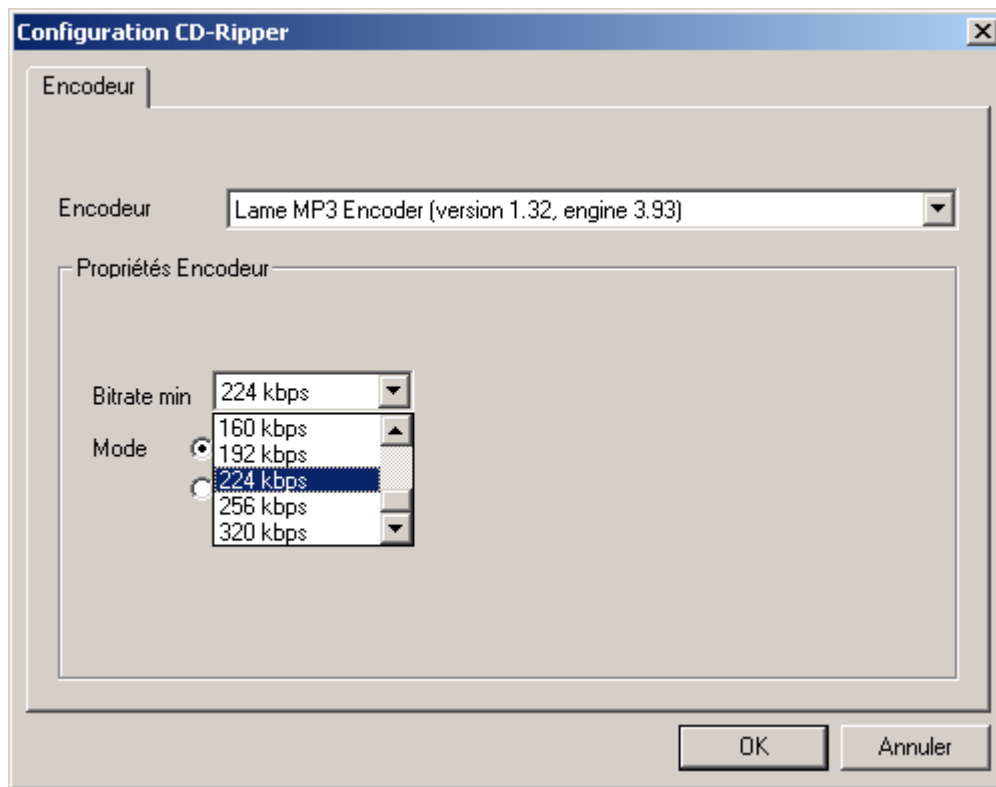 Configuration CD-Ripper
Encodeur
Encodeur Lame MP3 Encoder (version 1.32, engine 3.93)
Propriétés Encodeur
Bitrate min 224 kbps
160 kbps
Mode
192 kbps
224 kbps
256 kbps
320 kbps
OK Annuler